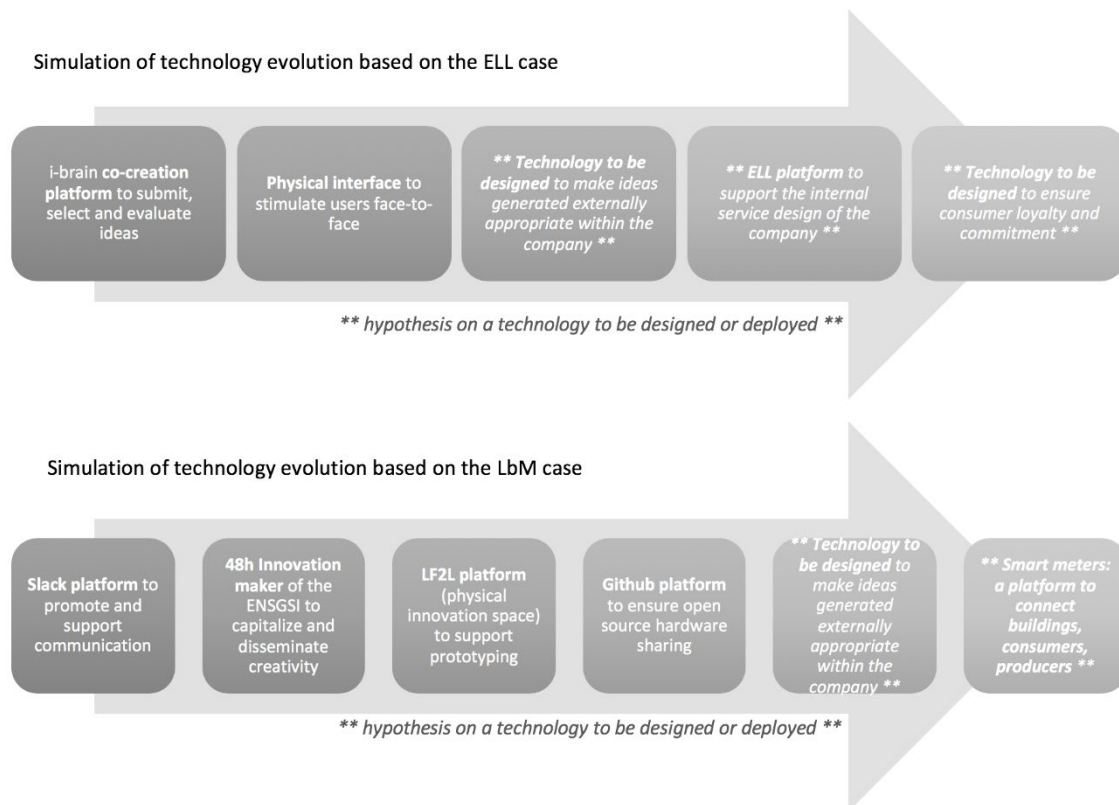 Simulation of technology evolution based on the ELL case
i-brain co-creation
platform to submit,
select and evaluate
ideas
Physical interface to
stimulate users face-to-
face
** Technology to be
designed to make ideas
generated externally
appropriate within the
company **
** ELL platform to
support the internal
service design of the
company **
** Technology to be
designed to ensure
consumer loyalty and
commitment **
** hypothesis on a technology to be designed or deployed **
Simulation of technology evolution based on the LbM case
Slack platform to
promote and
support
communication
48h Innovation
maker of the
ENSGSI to
capitalize and
disseminate
creativity
LF2L platform
(physical
innovation space)
to support
prototyping
Github platform
to ensure open
source hardware
sharing
** Technology to
be designed to
make ideas
generated
externally
appropriate
within the
company **
** Smart meters:
a platform to
connect
buildings,
consumers,
producers **
** hypothesis on a technology to be designed or deployed **